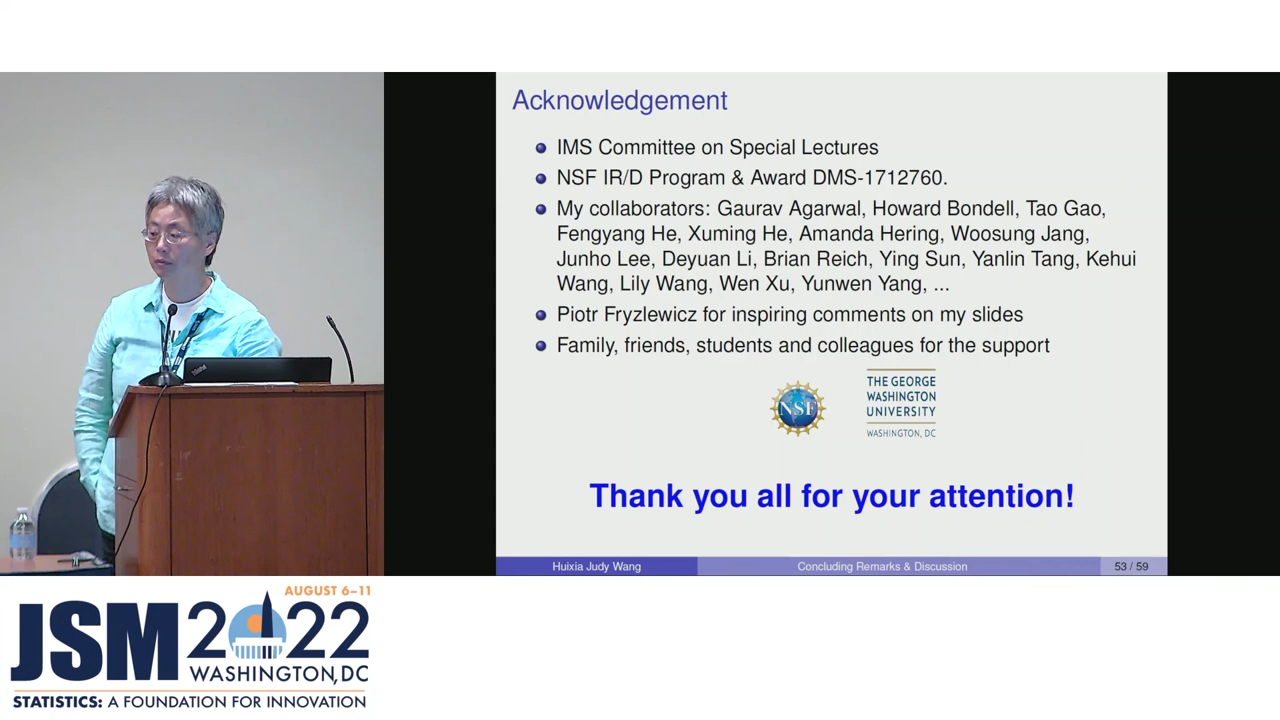 Acknowledgement
IMS Committee on Special Lectures
NSF IR/D Program & Award DMS-1712760.
My collaborators: Gaurav Agarwal, Howard Bondell, Tao Gao,
Fengyang He, Xuming He, Amanda Hering, Woosung Jang,
Junho Lee, Deyuan Li, Brian Reich, Ying Sun, Yanlin Tang, Kehui
Wang, Lily Wang, Wen Xu, Yunwen Yang, ...
Piotr Fryzlewicz for inspiring comments on my slides
Family, friends, students and colleagues for the support
NSF
THE GEORGE
WASHINGTON
UNIVERSITY
WASHINGTON, DC
Thank you all for your attention!
Huixia Judy Wang
Concluding Remarks & Discussion
53 / 59
AUGUST 6–11
JSM 2022
WASHINGTON, DC
STATISTICS: A FOUNDATION FOR INNOVATION